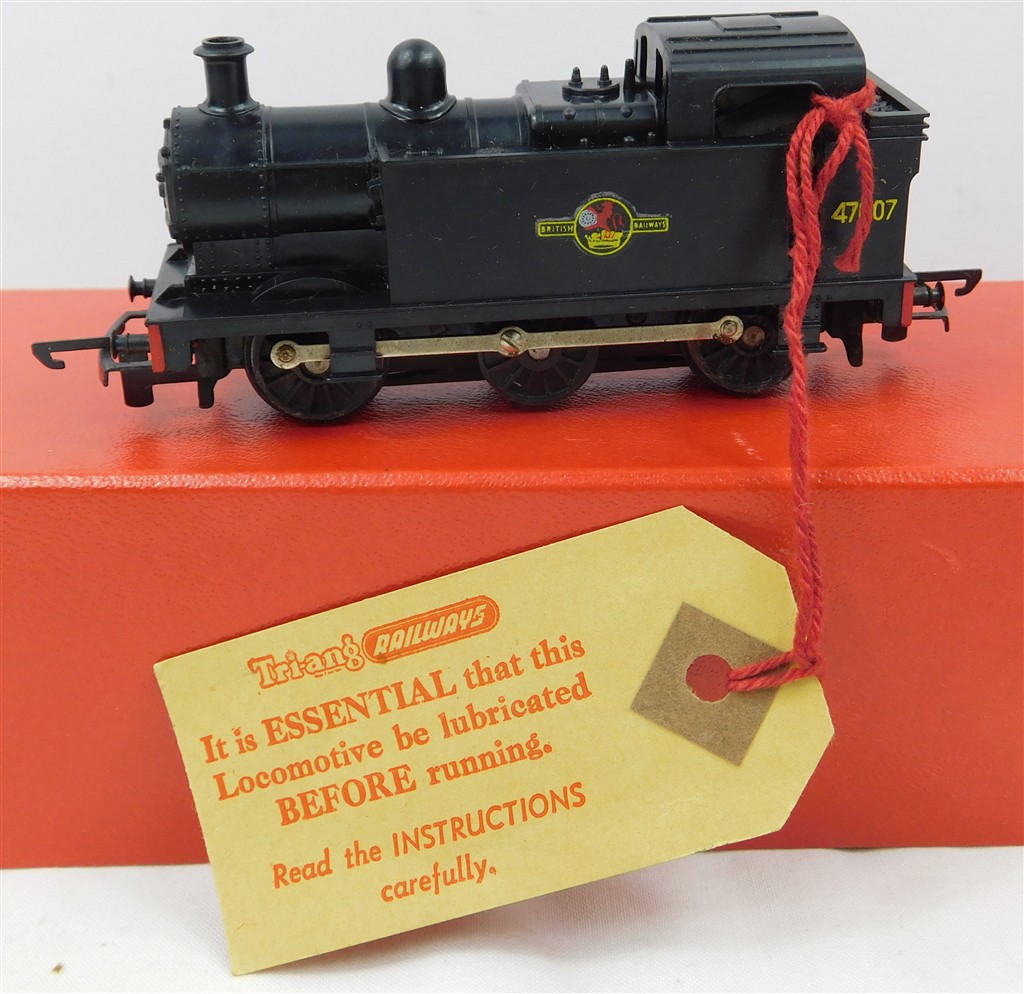 BRITISH RAILWAYS
Tri-ang RAILWAYS
It is ESSENTIAL that this
Locomotive be lubricated
BEFORE running.
Read the INSTRUCTIONS
carefully.